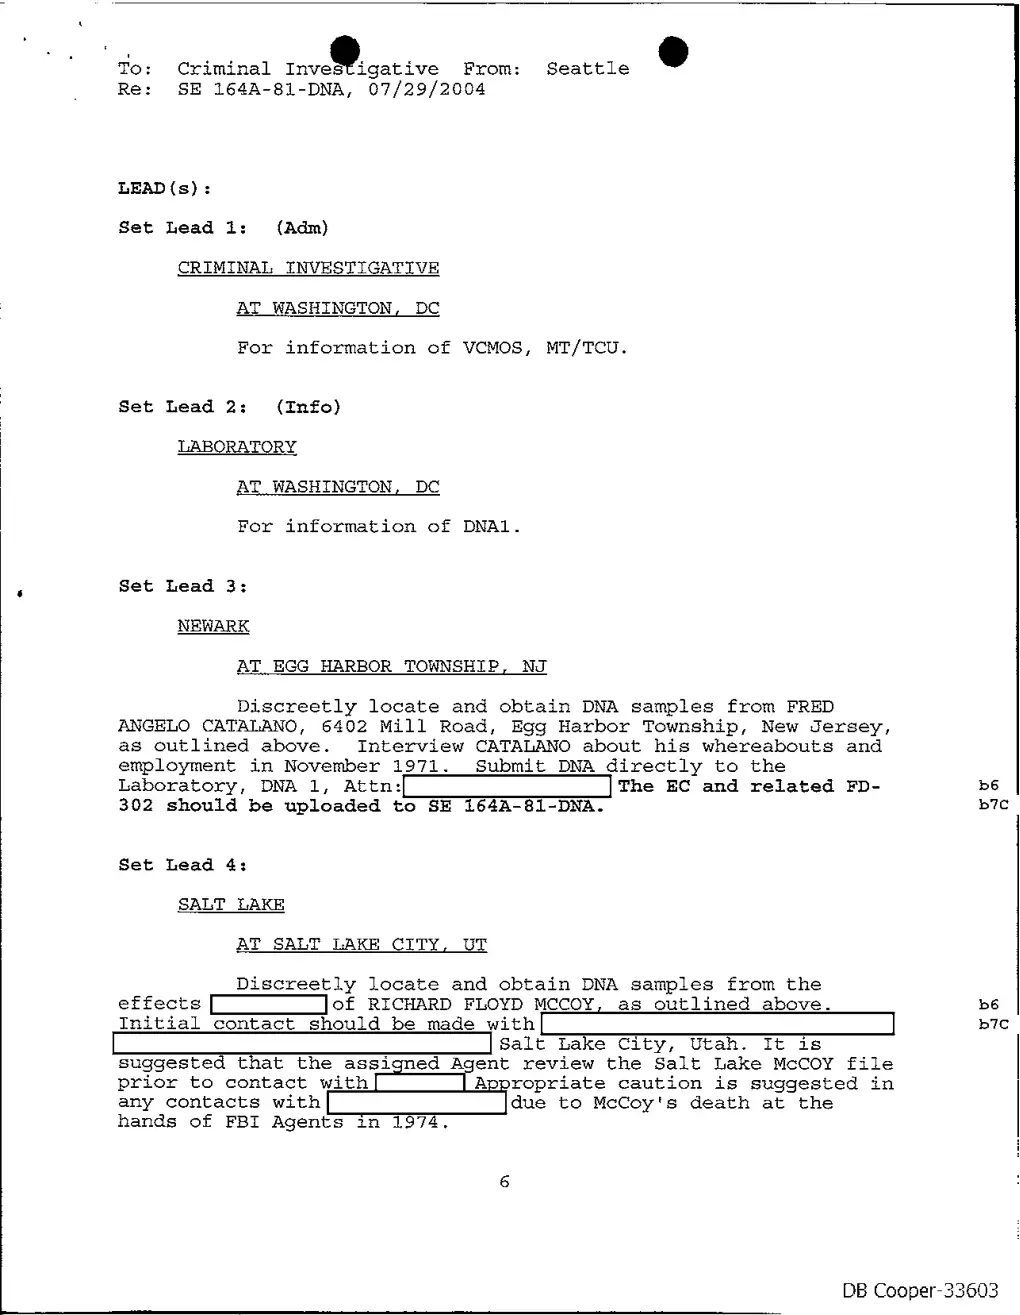 To: Criminal Investigative From: Seattle
Re: SE 164A-81-DNA, 07/29/2004
LEAD(s):
Set Lead 1: (Adm)
CRIMINAL INVESTIGATIVE
AT WASHINGTON, DC
For information of VCMOS, MT/TCU.
Set Lead 2: (Info)
LABORATORY
AT WASHINGTON, DC
For information of DNA1.
Set Lead 3:
NEWARK
AT EGG HARBOR TOWNSHIP, NJ
Discreetly locate and obtain DNA samples from FRED
ANGELO CATALANO, 6402 Mill Road, Egg Harbor Township, New Jersey,
as outlined above. Interview CATALANO about his whereabouts and
employment in November 1971. Submit DNA directly to the
Laboratory, DNA 1, Attn: The EC and related FD- b6
302 should be uploaded to SE 164A-81-DNA. b7C
Set Lead 4:
SALT LAKE
AT SALT LAKE CITY, UT
Discreetly locate and obtain DNA samples from the
effects of RICHARD FLOYD MCCOY, as outlined above. b6
Initial contact should be made with b7C
Salt Lake City, Utah. It is
suggested that the assigned Agent review the Salt Lake McCOY file
prior to contact with Appropriate caution is suggested in
any contacts with due to McCoy's death at the
hands of FBI Agents in 1974.
6
DB Cooper-33603